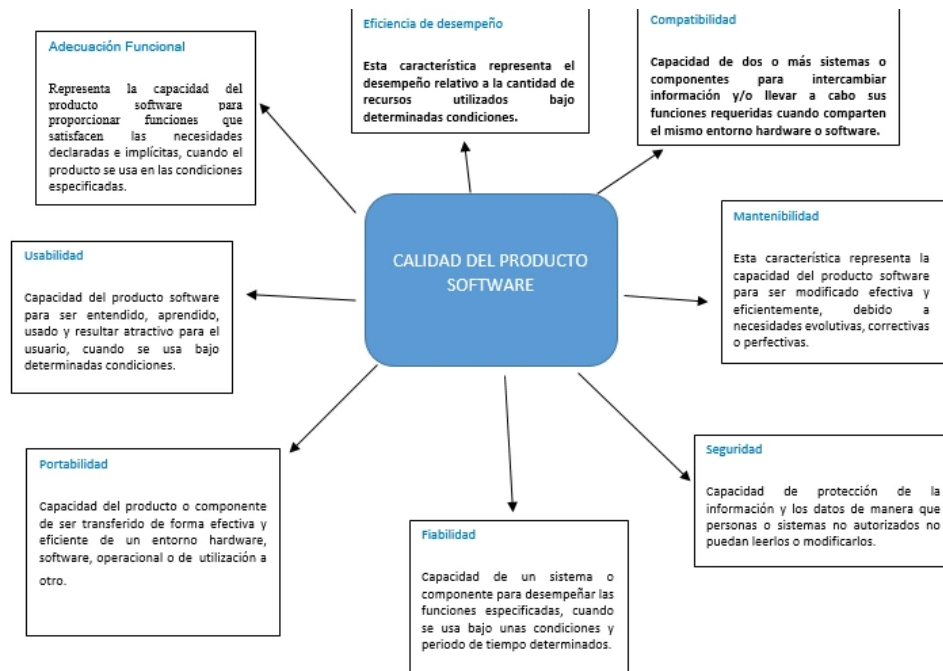 Adecuación Funcional
Representa la capacidad del
producto software para
proporcionar funciones que
satisfacen las necesidades
declaradas e implícitas, cuando el
producto se usa en las condiciones
especificadas.
Eficiencia de desempeño
Esta característica representa el
desempeño relativo a la cantidad de
recursos utilizados bajo
determinadas condiciones.
Compatibilidad
Capacidad de dos o más sistemas o
componentes para intercambiar
información y/o llevar a cabo sus
funciones requeridas cuando comparten
el mismo entorno hardware o software.
CALIDAD DEL PRODUCTO
SOFTWARE
Usabilidad
Capacidad del producto software
para ser entendido, aprendido,
usado y resultar atractivo para el
usuario, cuando se usa bajo
determinadas condiciones.
Mantenibilidad
Esta característica representa la
capacidad del producto software
para ser modificado efectiva y
eficientemente, debido a
necesidades evolutivas, correctivas
o perfectivas.
Portabilidad
Capacidad del producto o componente
de ser transferido de forma efectiva y
eficiente de un entorno hardware,
software, operacional o de utilización a
otro.
Fiabilidad
Capacidad de un sistema o
componente para desempeñar las
funciones especificadas, cuando
se usa bajo unas condiciones y
periodo de tiempo determinados.
Seguridad
Capacidad de protección de la
información y los datos de manera que
personas o sistemas no autorizados no
puedan leerlos o modificarlos.